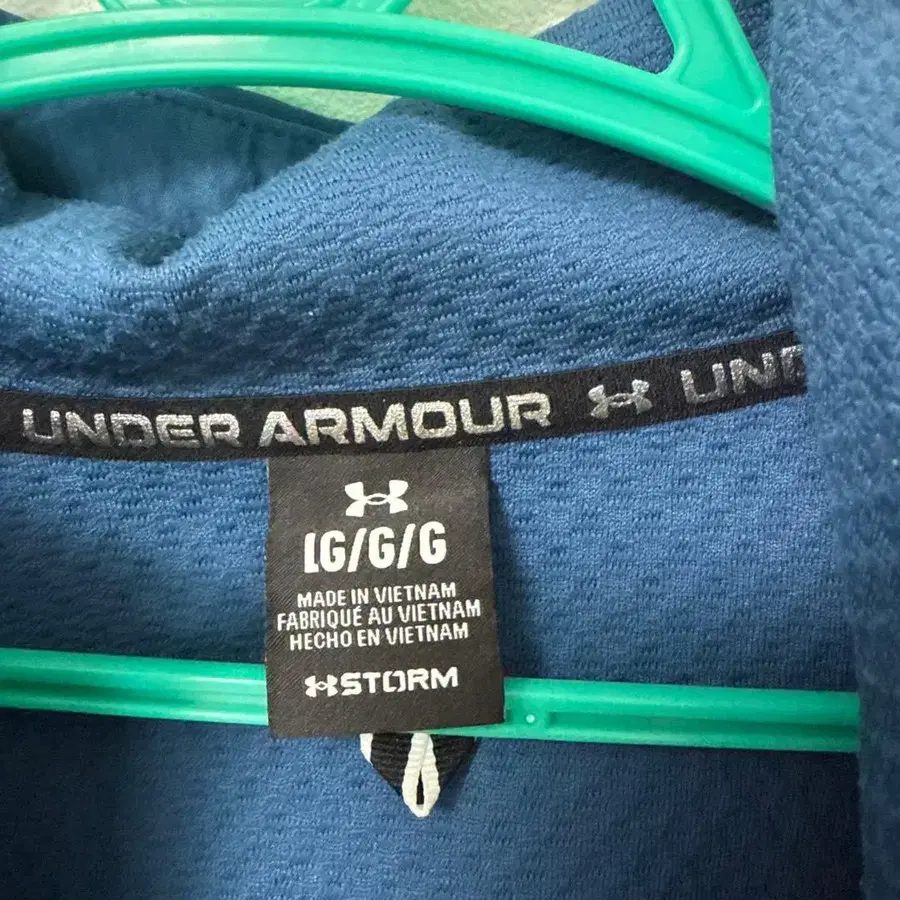 UNDER ARMOUR UND
LG/G/G
MADE IN VIETNAM
FABRIQUÉ AU VIETNAM
HECHO EN VIETNAM
STORM